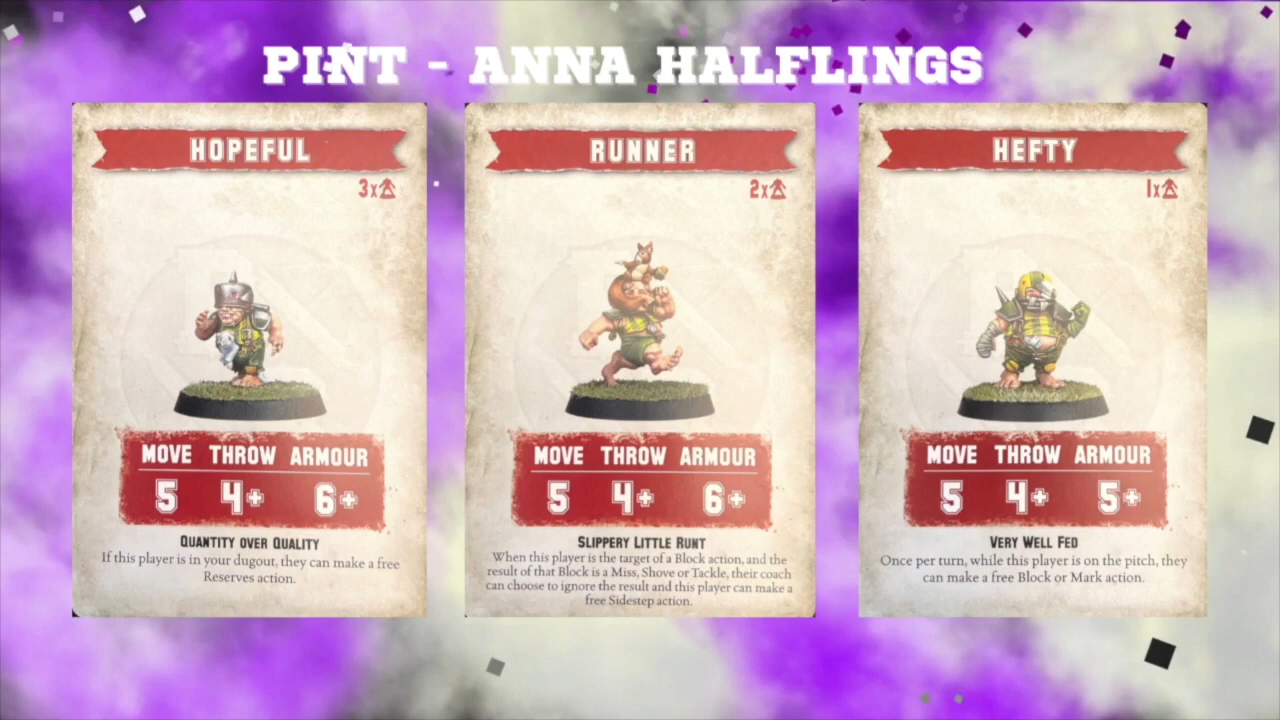 PINT - ANNA HALFLINGS
HOPEFUL
3x
MOVE THROW ARMOUR
5 4+ 6+
QUANTITY OVER QUALITY
If this player is in your dugout, they can make a free
Reserves action.
RUNNER
2x
MOVE THROW ARMOUR
5 4+ 6+
SLIPPERY LITTLE RUNT
When this player is the target of a Block action, and the
result of that Block is a Miss, Shove or Tackle, their coach
can choose to ignore the result and this player can make a
free Sidestep action.
HEFTY
1x
MOVE THROW ARMOUR
5 4+ 5+
VERY WELL FED
Once per turn, while this player is on the pitch, they
can make a free Block or Mark action.